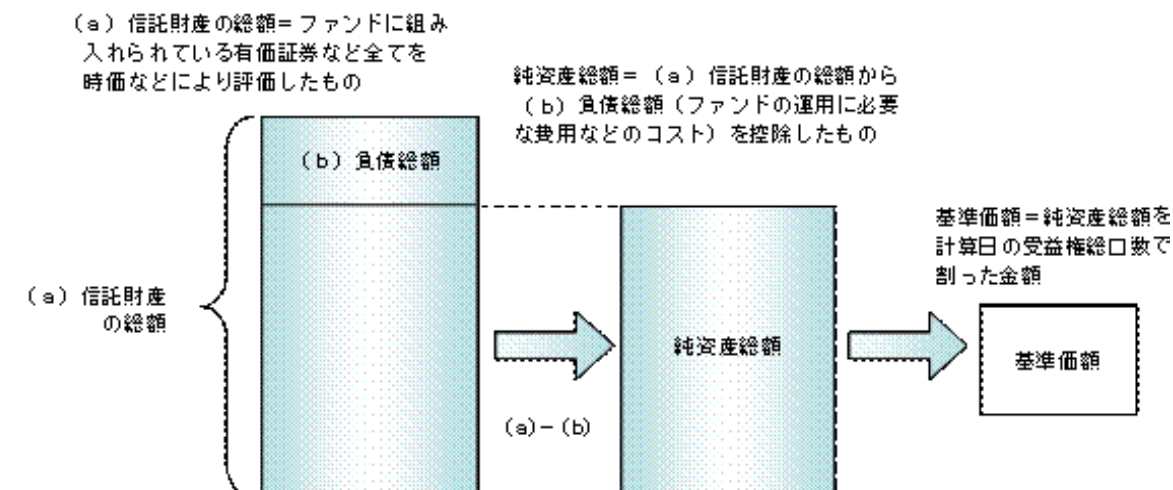 (a)信託財産の総額=ファンドに組み
入れられている有価証券など全てを
時価などにより評価したもの
純資産総額=(a)信託財産の総額から
(b)負債総額(ファンドの運用に必要
な費用などのコスト)を控除したもの
(b)負債総額
基準価額=純資産総額を
計算日の受益権総口数で
割った金額
(a)信託財産
の総額
純資産総額
基準価額
(a)-(b)